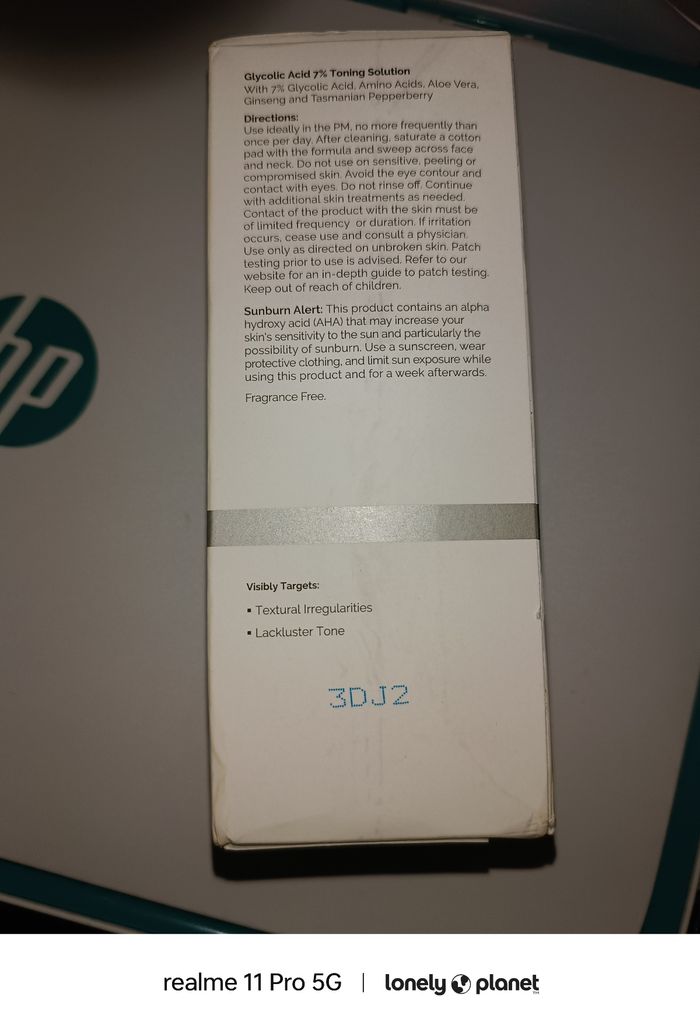 Glycolic Acid 7% Toning Solution
With 7% Glycolic Acid, Amino Acids, Aloe Vera,
Ginseng and Tasmanian Pepperberry
Directions:
Use ideally in the PM, no more frequently than
once per day. After cleaning, saturate a cotton
pad with the formula and sweep across face
and neck. Do not use on sensitive, peeling or
compromised skin. Avoid the eye contour and
contact with eyes. Do not rinse off. Continue
with additional skin treatments as needed.
Contact of the product with the skin must be
of limited frequency or duration. If irritation
occurs, cease use and consult a physician.
Use only as directed on unbroken skin. Patch
testing prior to use is advised. Refer to our
website for an in-depth guide to patch testing.
Keep out of reach of children.
Sunburn Alert: This product contains an alpha
hydroxy acid (AHA) that may increase your
skin's sensitivity to the sun and particularly the
possibility of sunburn. Use a sunscreen, wear
protective clothing, and limit sun exposure while
using this product and for a week afterwards.
Fragrance Free.
hp
Visibly Targets:
▪ Textural Irregularities
▪ Lackluster Tone
3DJ2
realme 11 Pro 5G | lonely planet